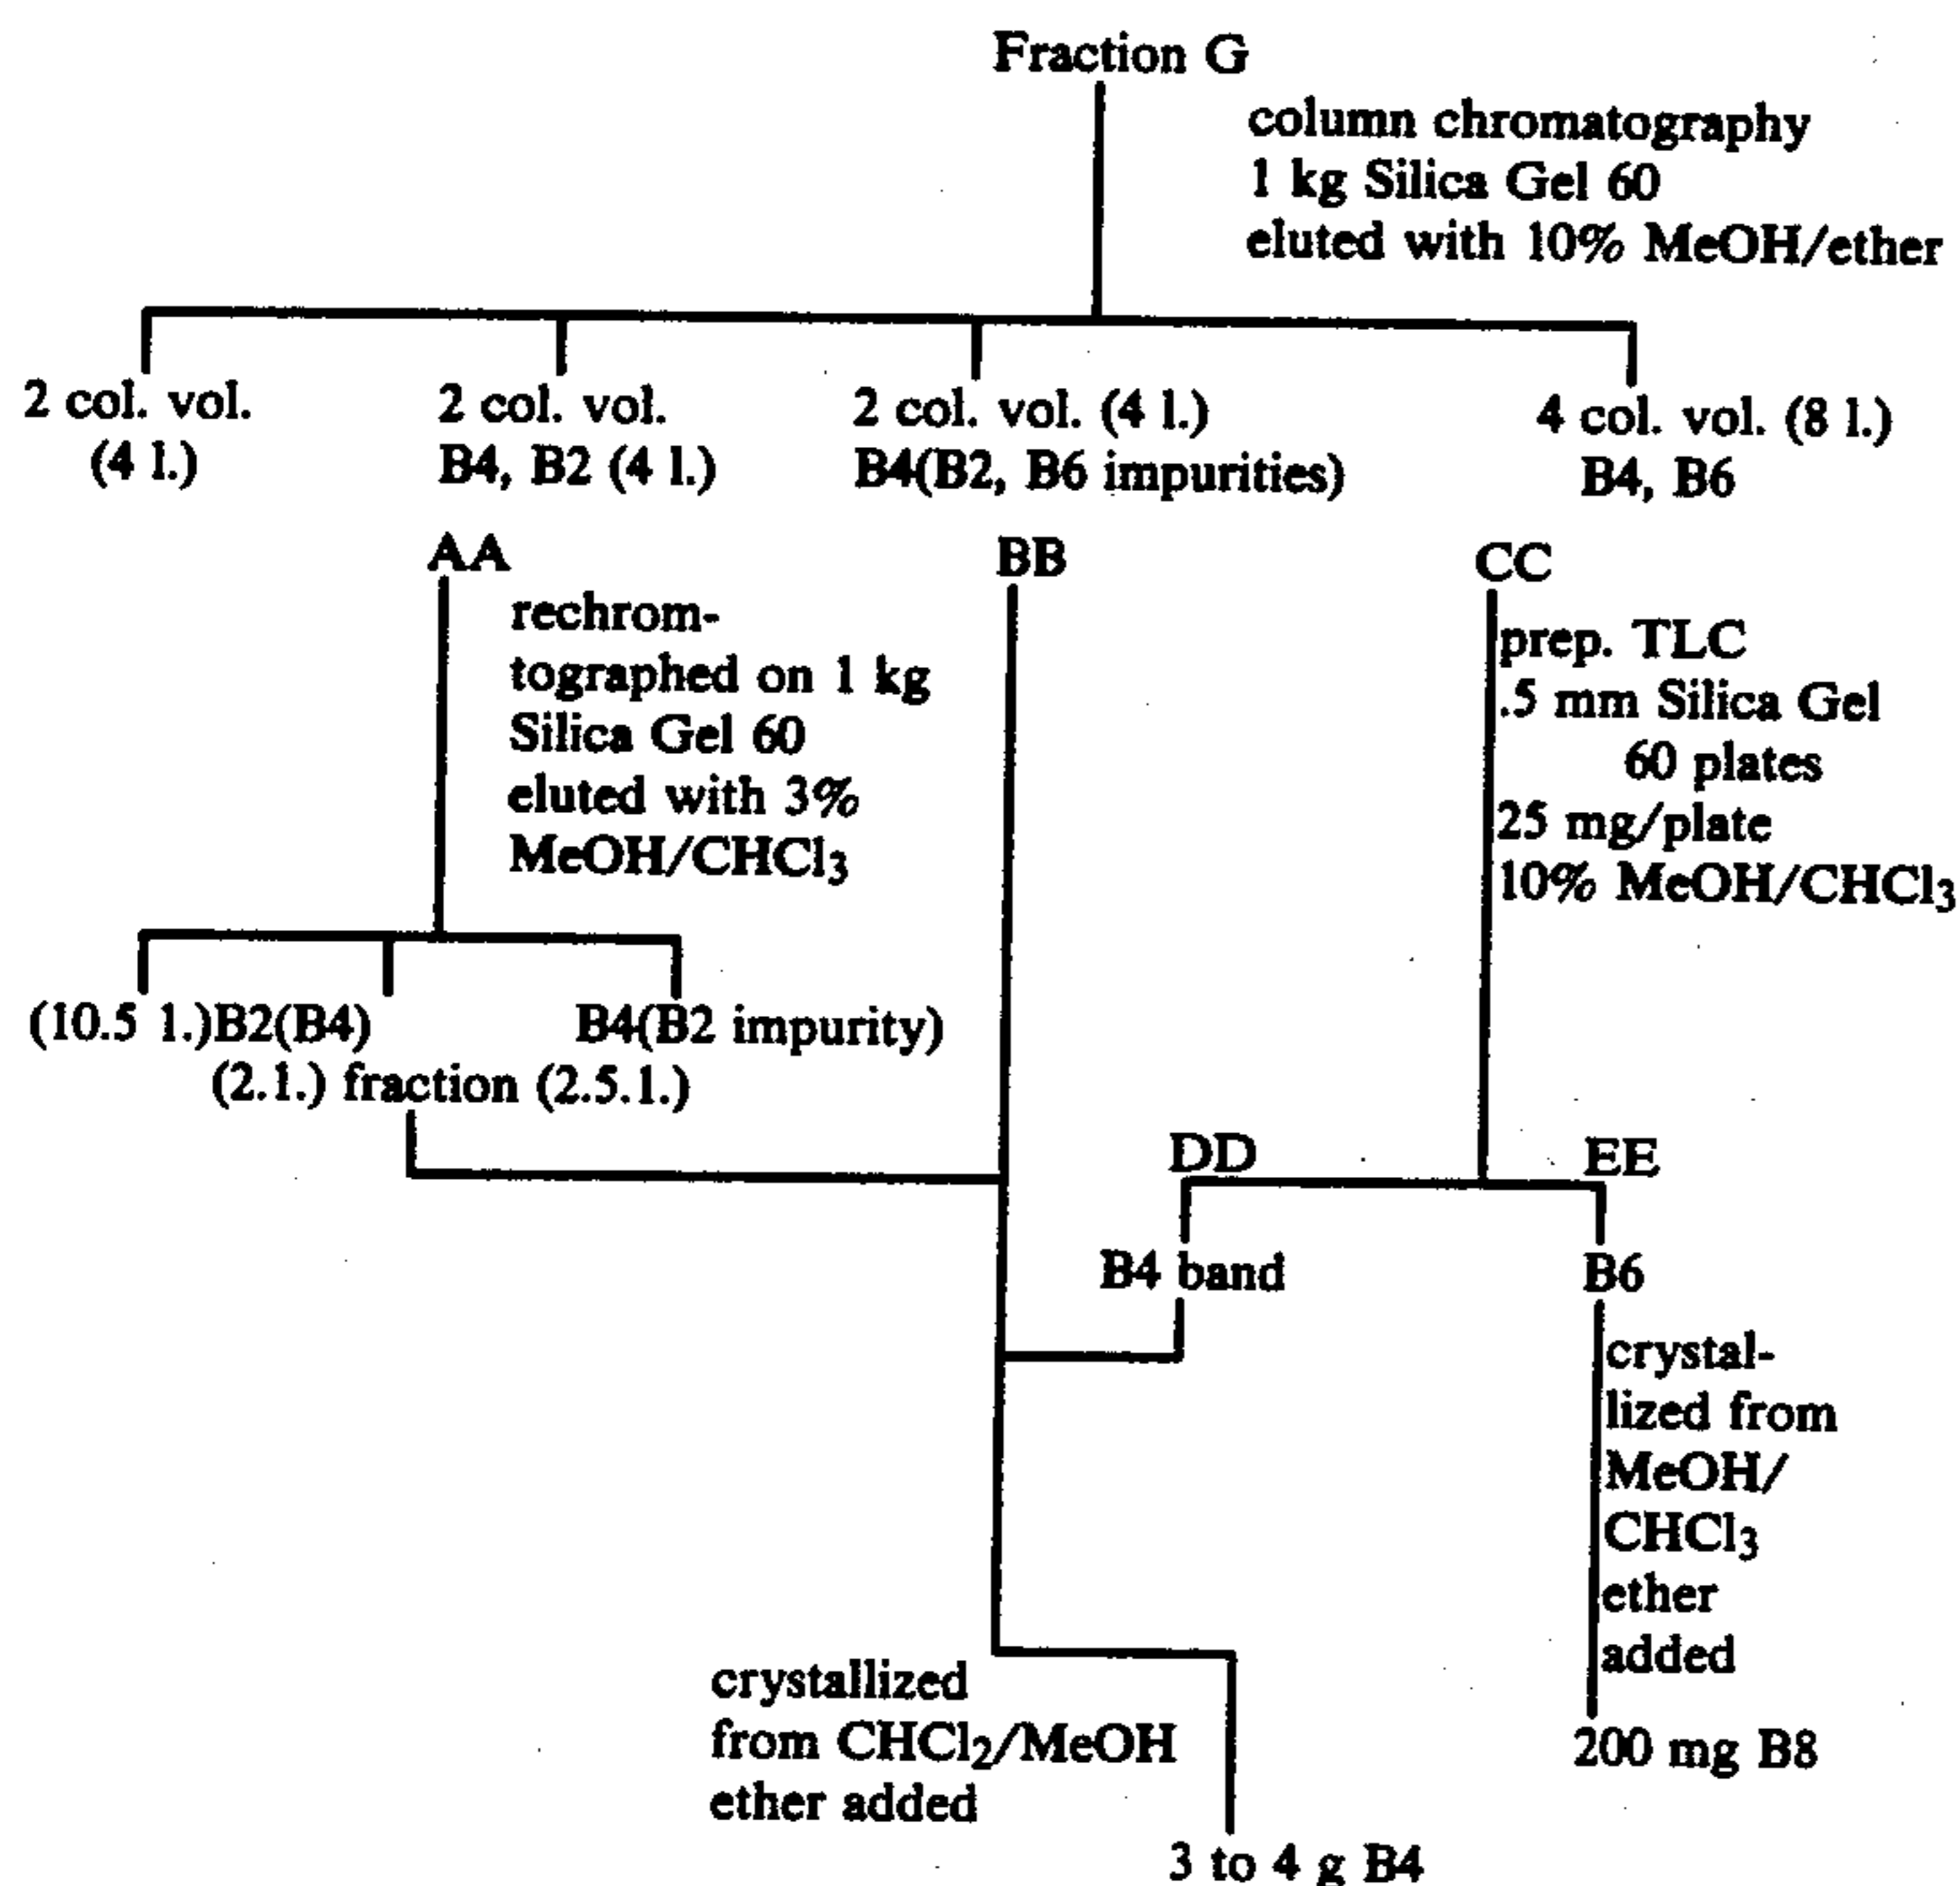 Fraction G
column chromatography
1 kg Silica Gel 60
eluted with 10% MeOH/ether
2 col. vol.
(4 l.)
2 col. vol.
B4, B2 (4 l.)
2 col. vol. (4 l.)
B4(B2, B6 impurities)
4 col. vol. (8 l.)
B4, B6
AA
BB
CC
rechrom-
tographed on 1 kg
Silica Gel 60
eluted with 3%
MeOH/CHCl3
prep. TLC
.5 mm Silica Gel
60 plates
25 mg/plate
10% MeOH/CHCl3
(10.5 1.)B2(B4)
B4(B2 impurity)
(2.1.) fraction (2.5.1.)
DD
EE
B4 band
B6
crystal-
lized from
MeOH/
CHCl3
ether
added
crystallized
from CHCl2/MeOH
ether added
200 mg B8
3 to 4 g B4